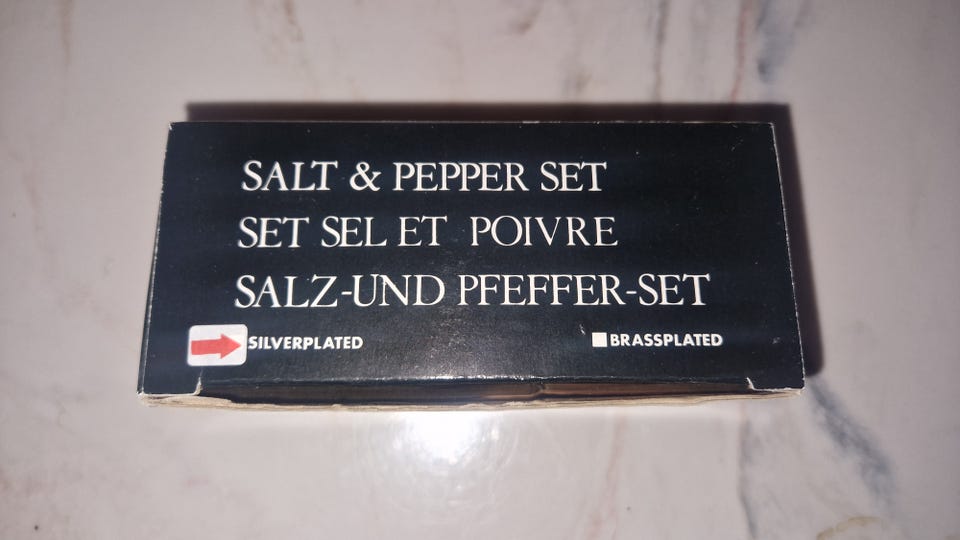 SALT & PEPPER SET
SET SEL ET POIVRE
SALZ-UND PFEFFER-SET
SILVERPLATED BRASSPLATED